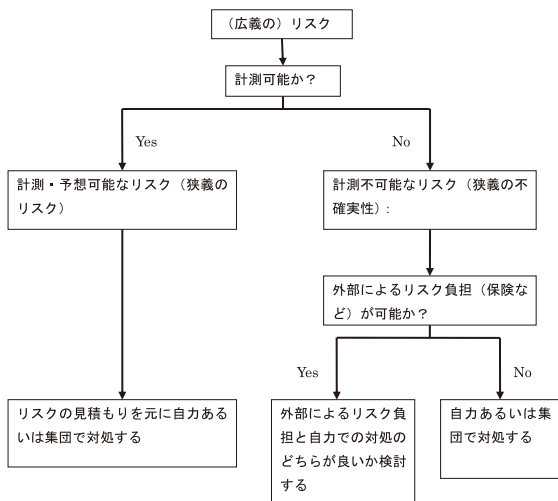 （広義の）リスク
計測可能か？
Yes
No
計測・予想可能なリスク（狭義の
リスク）
計測不可能なリスク（狭義の不
確実性）:
外部によるリスク負担（保険な
ど）が可能か？
Yes
No
リスクの見積もりを元に自力ある
いは集団で対処する
外部によるリスク負
担と自力での対処の
どちらが良いか検討
する
自力あるいは集
団で対処する